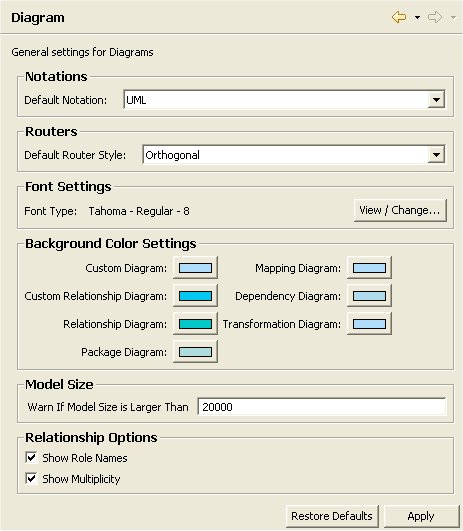 Diagram
General settings for Diagrams
Notations
Default Notation: UML
Routers
Default Router Style: Orthogonal
Font Settings
Font Type: Tahoma - Regular - 8 View / Change...
Background Color Settings
Custom Diagram: Mapping Diagram:
Custom Relationship Diagram: Dependency Diagram:
Relationship Diagram: Transformation Diagram:
Package Diagram:
Model Size
Warn If Model Size is Larger Than 20000
Relationship Options
Show Role Names
Show Multiplicity
Restore Defaults Apply